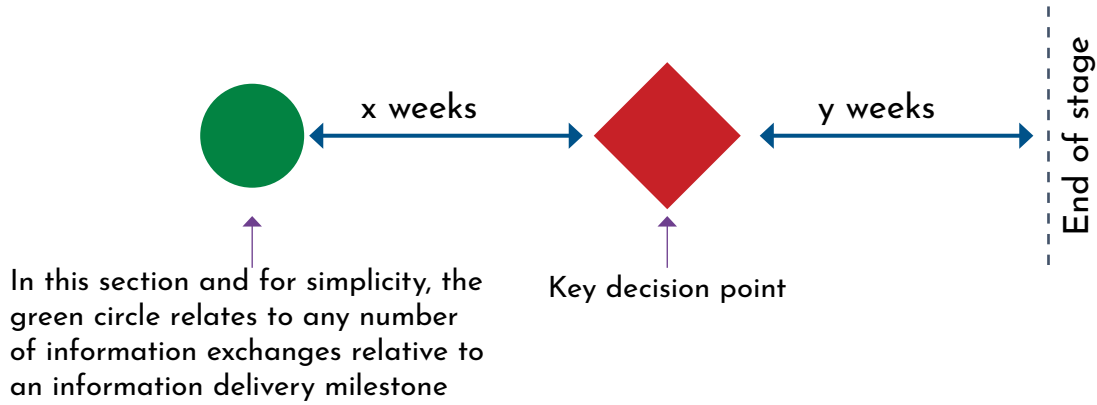 x weeks
y weeks
End of stage
In this section and for simplicity, the
green circle relates to any number
of information exchanges relative to
an information delivery milestone
Key decision point